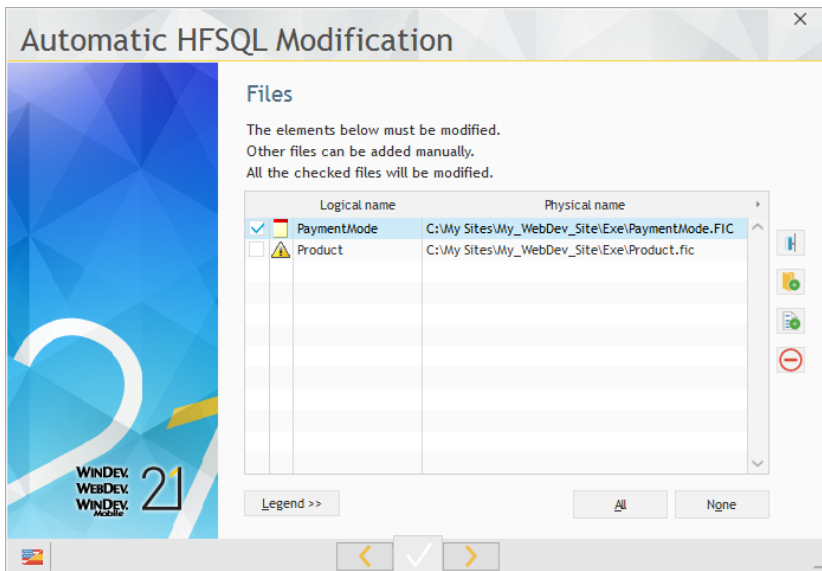 Automatic HFSQL Modification
Files
The elements below must be modified.
Other files can be added manually.
All the checked files will be modified.
Logical name Physical name
PaymentMode C:\My Sites\My_WebDev_Site\Exe\PaymentMode.FIC
Product C:\My Sites\My_WebDev_Site\Exe\Product.fic
Legend >> All None
21
WINDEV.
WEBDEV.
WINDEV.
Mobile
21